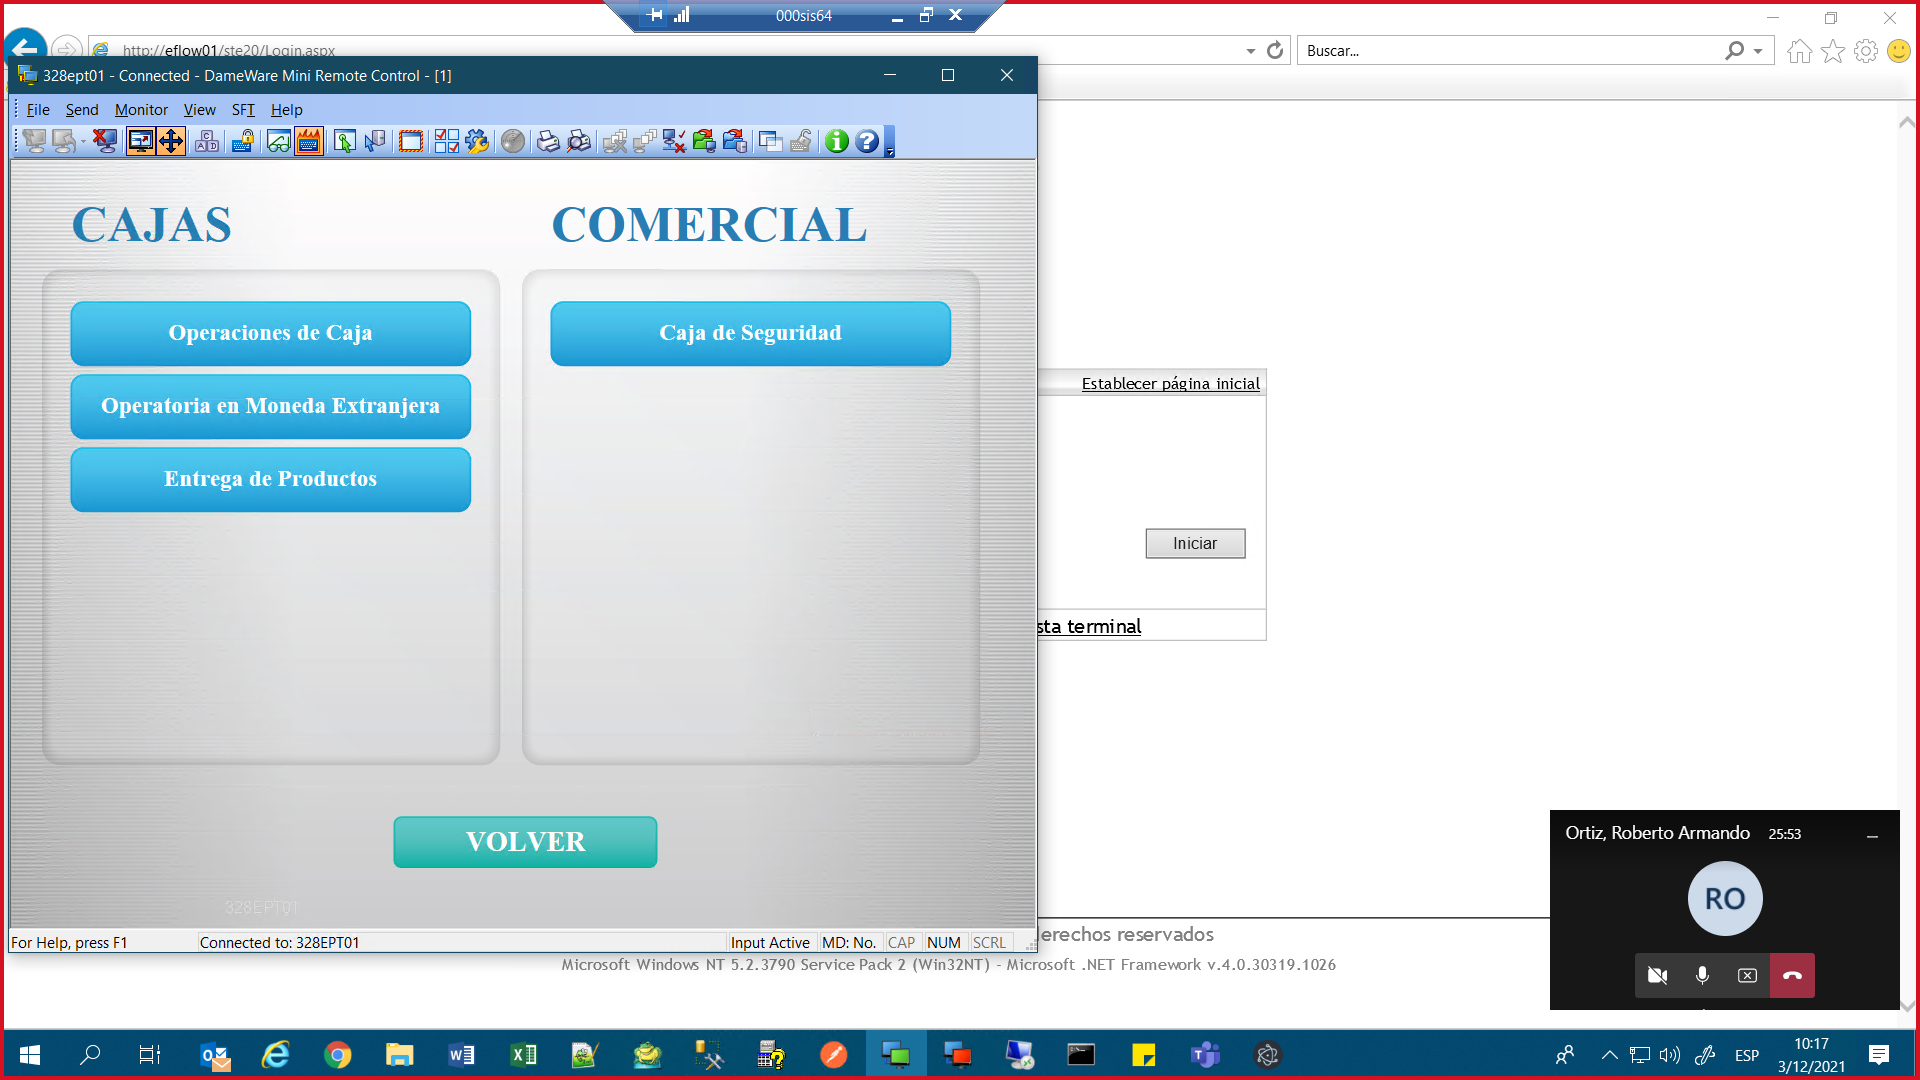 000sis64
http://eflow01/ste20/Login.aspx
Buscar...
328ept01 - Connected - DameWare Mini Remote Control - [1]
File Send Monitor View SFT Help
CAJAS
COMERCIAL
Operaciones de Caja
Caja de Seguridad
Operatoria en Moneda Extranjera
Entrega de Productos
VOLVER
328EPT01
For Help, press F1
Connected to: 328EPT01
Input Active
MD: No.
CAP
NUM
SCRL
Establecer página inicial
Iniciar
sta terminal
erechos reservados
Microsoft Windows NT 5.2.3790 Service Pack 2 (Win32NT) - Microsoft .NET Framework v.4.0.30319.1026
Ortiz, Roberto Armando 25:53
RO
ESP
10:17
3/12/2021